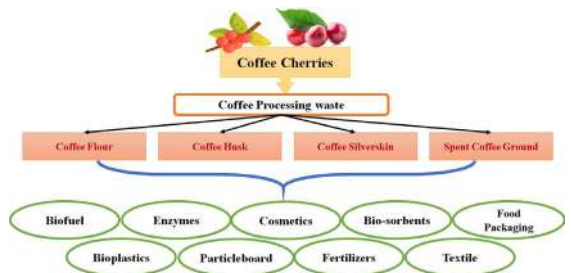 Coffee Cherries
Coffee Processing waste
Coffee Flour
Coffee Husk
Coffee Silverskin
Spent Coffee Ground
Biofuel
Enzymes
Cosmetics
Bio-sorbents
Food
Packaging
Bioplastics
Particleboard
Fertilizers
Textile